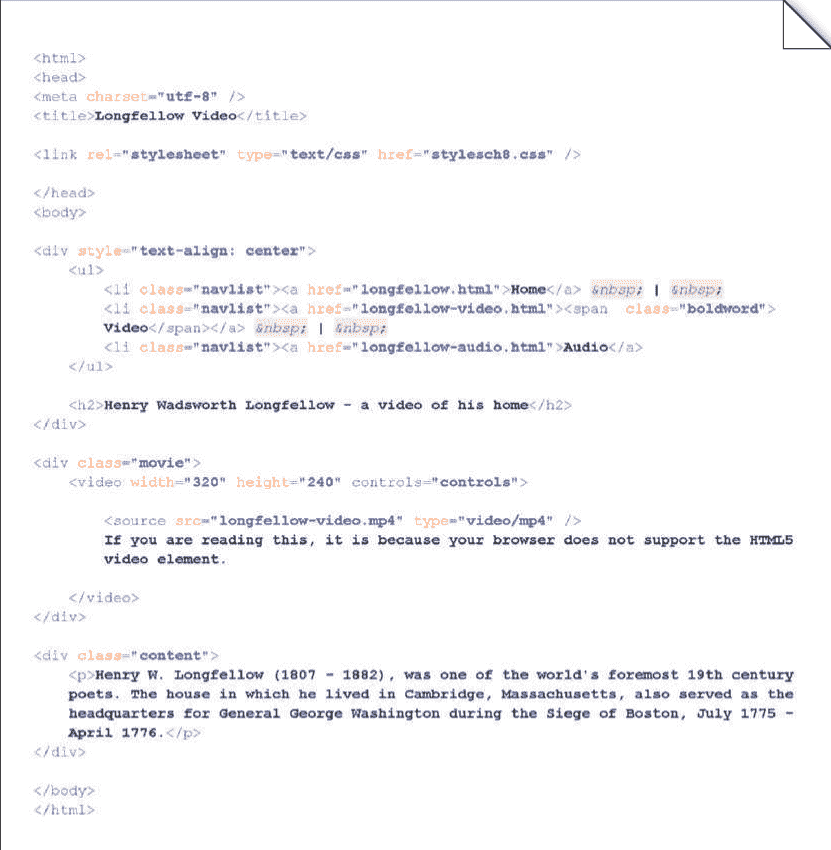 <html>
<head>
<meta charset="utf-8" />
<title>Longfellow Video</title>
<link rel="stylesheet" type="text/css" href="stylesch8.css" />
</head>
<body>
<div style="text-align: center">
<ul>
<li class="navlist"><a href="longfellow.html">Home</a> &nbsp; | &nbsp;
<li class="navlist"><a href="longfellow-video.html"><span class="boldword">
Video</span></a> &nbsp; | &nbsp;
<li class="navlist"><a href="longfellow-audio.html">Audio</a>
</ul>
<h2>Henry Wadsworth Longfellow - a video of his home</h2>
</div>
<div class="movie">
<video width="320" height="240" controls="controls">
<source src="longfellow-video.mp4" type="video/mp4" />
If you are reading this, it is because your browser does not support the HTML5
video element.
</video>
</div>
<div class="content">
<p>Henry W. Longfellow (1807 - 1882), was one of the world's foremost 19th century
poets. The house in which he lived in Cambridge, Massachusetts, also served as the
headquarters for General George Washington during the Siege of Boston, July 1775 -
April 1776.</p>
</div>
</body>
</html>